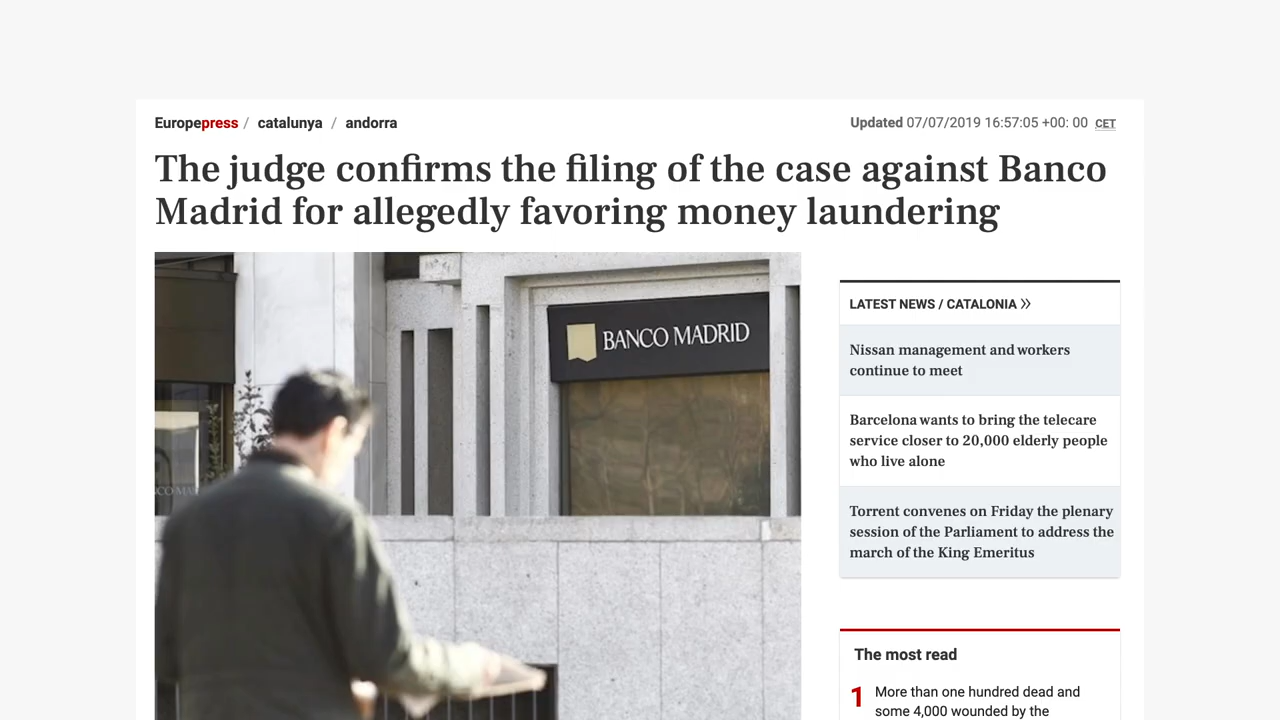 Europepress / catalunya / andorra
Updated 07/07/2019 16:57:05 +00: 00 CET
The judge confirms the filing of the case against Banco
Madrid for allegedly favoring money laundering
BANCO MADRID
LATEST NEWS / CATALONIA »
Nissan management and workers
continue to meet
Barcelona wants to bring the telecare
service closer to 20,000 elderly people
who live alone
Torrent convenes on Friday the plenary
session of the Parliament to address the
march of the King Emeritus
The most read
1 More than one hundred dead and
some 4,000 wounded by the